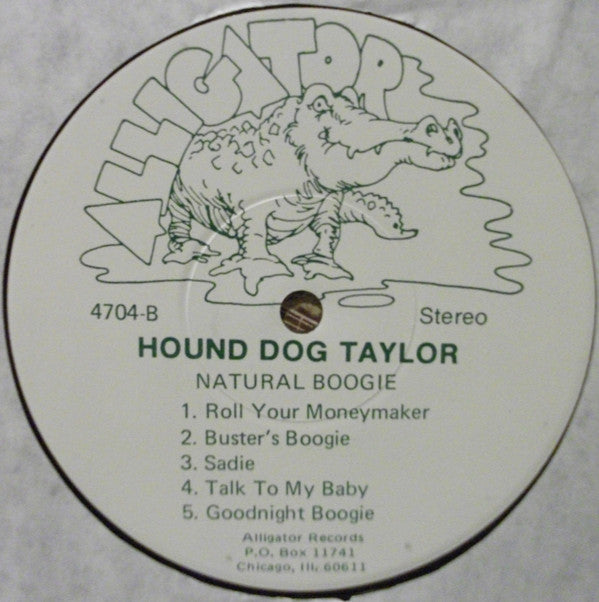 ALLIGATOR
4704-B
Stereo
HOUND DOG TAYLOR
NATURAL BOOGIE
1. Roll Your Moneymaker
2. Buster's Boogie
3. Sadie
4. Talk To My Baby
5. Goodnight Boogie
Alligator Records
P.O. Box 11741
Chicago, Ill. 60611